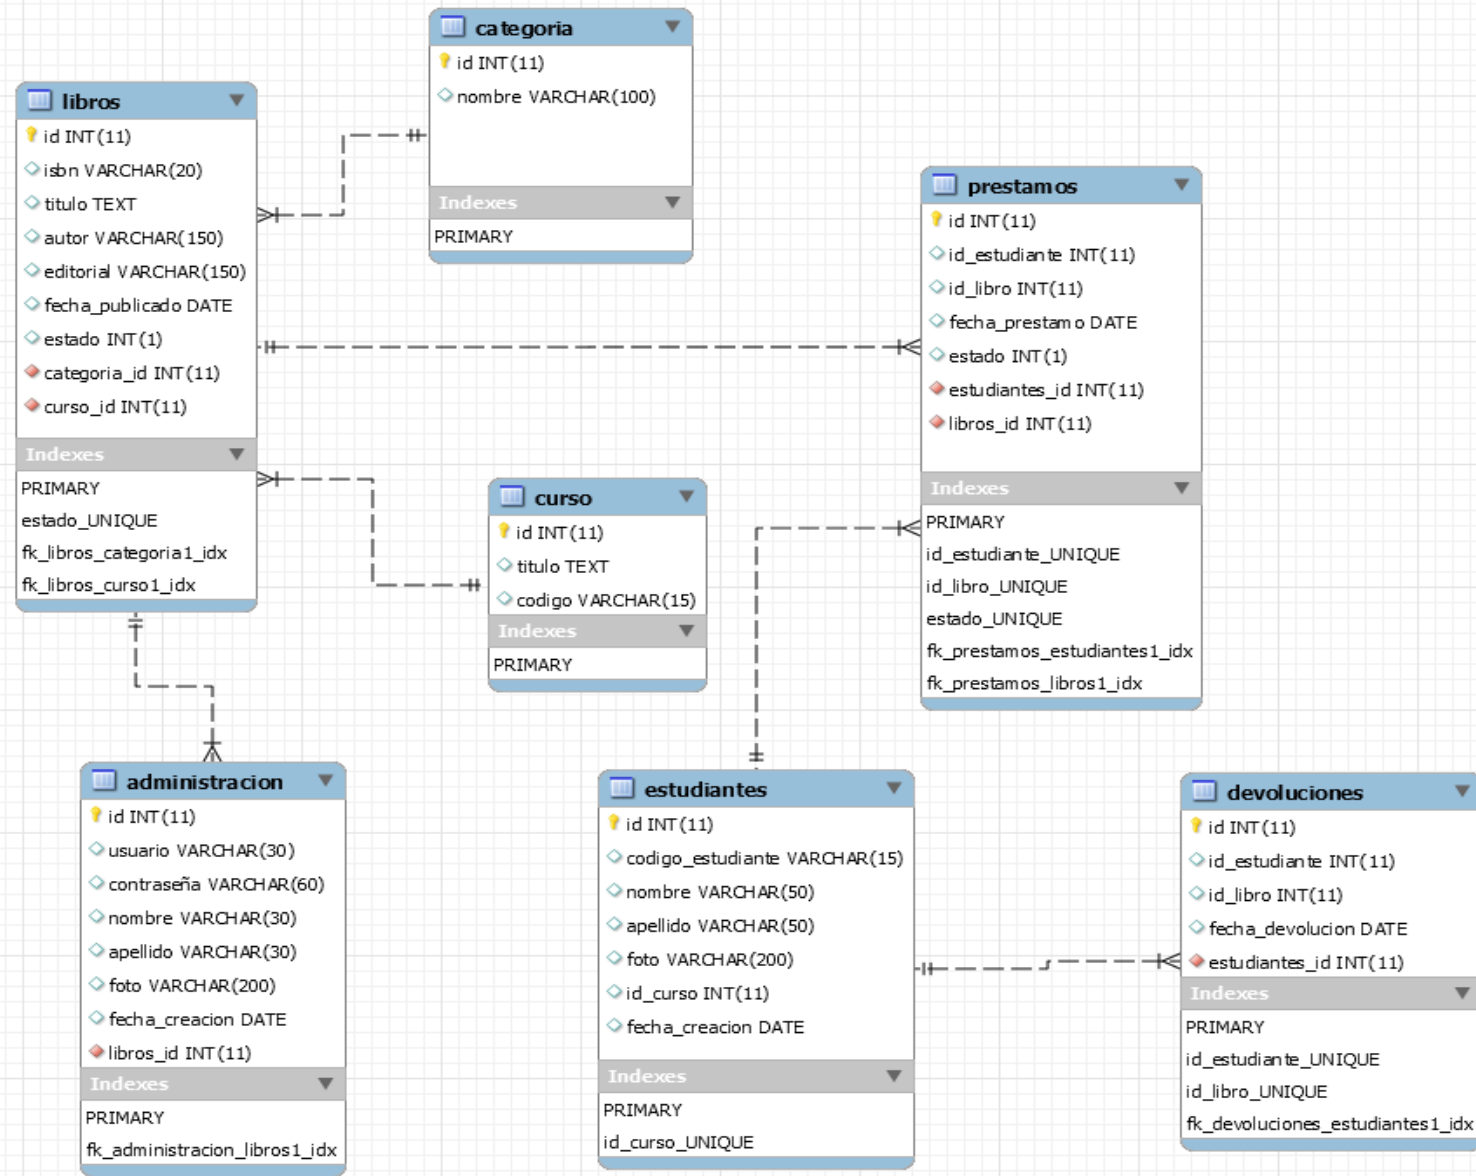 categoria
id INT(11)
nombre VARCHAR(100)
Indexes
PRIMARY
libros
id INT(11)
isbn VARCHAR(20)
titulo TEXT
autor VARCHAR(150)
editorial VARCHAR(150)
fecha_publicado DATE
estado INT(1)
categoria_id INT(11)
curso_id INT(11)
Indexes
PRIMARY
estado_UNIQUE
fk_libros_categoria1_idx
fk_libros_curso1_idx
prestamos
id INT(11)
id_estudiante INT(11)
id_libro INT(11)
fecha_prestamo DATE
estado INT(1)
estudiantes_id INT(11)
libros_id INT(11)
Indexes
PRIMARY
id_estudiante_UNIQUE
id_libro_UNIQUE
estado_UNIQUE
fk_prestamos_estudiantes1_idx
fk_prestamos_libros1_idx
curso
id INT(11)
titulo TEXT
codigo VARCHAR(15)
Indexes
PRIMARY
administracion
id INT(11)
usuario VARCHAR(30)
contraseña VARCHAR(60)
nombre VARCHAR(30)
apellido VARCHAR(30)
foto VARCHAR(200)
fecha_creacion DATE
libros_id INT(11)
Indexes
PRIMARY
fk_administracion_libros1_idx
estudiantes
id INT(11)
codigo_estudiante VARCHAR(15)
nombre VARCHAR(50)
apellido VARCHAR(50)
foto VARCHAR(200)
id_curso INT(11)
fecha_creacion DATE
Indexes
PRIMARY
id_curso_UNIQUE
devoluciones
id INT(11)
id_estudiante INT(11)
id_libro INT(11)
fecha_devolucion DATE
estudiantes_id INT(11)
Indexes
PRIMARY
id_estudiante_UNIQUE
id_libro_UNIQUE
fk_devoluciones_estudiantes1_idx